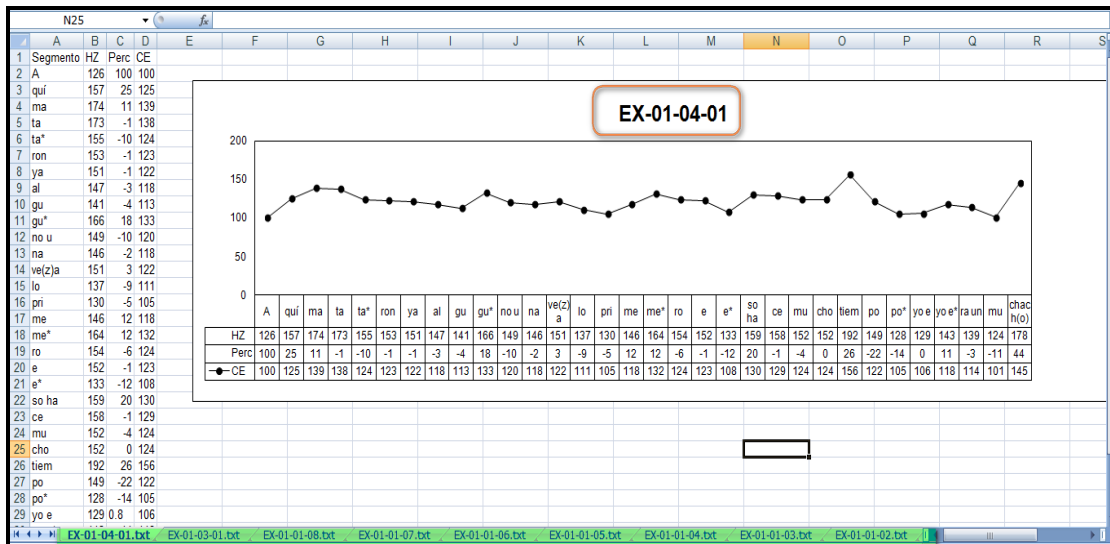 N25 fx
A B C D E F G H I J K L M N O P Q R S
1 Segmento HZ Perc CE
2 A 126 100 100
3 quí 157 25 125
4 ma 174 11 139
5 ta 173 -1 138
6 ta* 155 -10 124
7 ron 153 -1 123
8 ya 151 -1 122
9 al 147 -3 118
10 gu 141 -4 113
11 gu* 166 18 133
12 no u 149 -10 120
13 na 146 -2 118
14 ve(z)a 151 3 122
15 lo 137 -9 111
16 pri 130 -5 105
17 me 146 12 118
18 me* 164 12 132
19 ro 154 -6 124
20 e 152 -1 123
21 e* 133 -12 108
22 so ha 159 20 130
23 ce 158 -1 129
24 mu 152 -4 124
25 cho 152 0 124
26 tiem 192 26 156
27 po 149 -22 122
28 po* 128 -14 105
29 yo e 129 0.8 106
EX-01-04-01
200
150
100
50
0
A quí ma ta ta* ron ya al gu gu* no u na ve(z)a lo pri me me* ro e e* so ha ce mu cho tiem po po* yo e yo e* ra un mu chach(o)
HZ 126 157 174 173 155 153 151 147 141 166 149 146 151 137 130 146 164 154 152 133 159 158 152 152 192 149 128 129 143 139 124 178
Perc 100 25 11 -1 -10 -1 -1 -3 -4 18 -10 -2 3 -9 -5 12 12 -6 -1 -12 20 -1 -4 0 26 -22 -14 0 11 -3 -11 44
CE 100 125 139 138 124 123 122 118 113 133 120 118 122 111 105 118 132 124 123 108 130 129 124 124 156 122 105 106 118 114 101 145
EX-01-04-01.txt EX-01-03-01.txt EX-01-01-08.txt EX-01-01-07.txt EX-01-01-06.txt EX-01-01-05.txt EX-01-01-04.txt EX-01-01-03.txt EX-01-01-02.txt